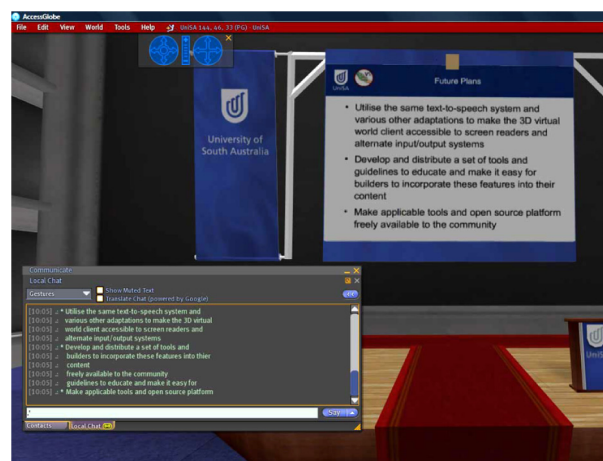 AccessGlobe
File Edit View World Tools Help UniSA 144, 46, 33 (PG) - UniSA
University of
South Australia
UniSA
Future Plans
• Utilise the same text-to-speech system and
various other adaptations to make the 3D virtual
world client accessible to screen readers and
alternate input/output systems
• Develop and distribute a set of tools and
guidelines to educate and make it easy for
builders to incorporate these features into their
content
• Make applicable tools and open source platform
freely available to the community
Communicate
Local Chat
Gestures
Show Muted Text
Translate Chat (powered by Google)
[10:05] .: * Utilise the same text-to-speech system and
[10:05] .: various other adaptations to make the 3D virtual
[10:05] .: world client accessible to screen readers and
[10:05] .: alternate input/output systems
[10:05] .: * Develop and distribute a set of tools and
[10:05] .: builders to incorporate these features into thier
[10:05] .: content
[10:05] .: freely available to the community
[10:05] .: guidelines to educate and make it easy for
[10:05] .: * Make applicable tools and open source platform
Say
Contacts Local Chat
UniS